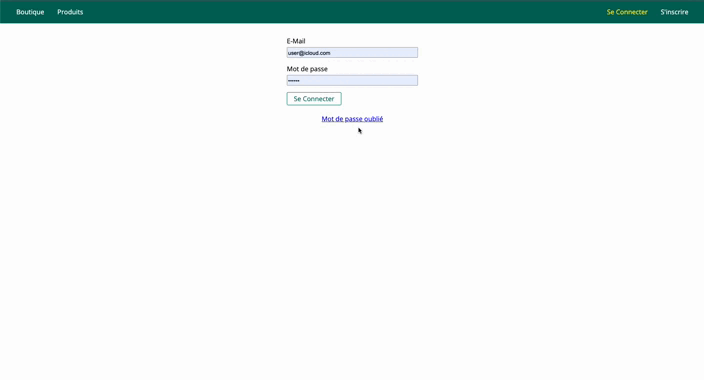 Boutique Produits Se Connecter S'inscrire
E-Mail
user@icloud.com
Mot de passe
••••••
Se Connecter
Mot de passe oublié